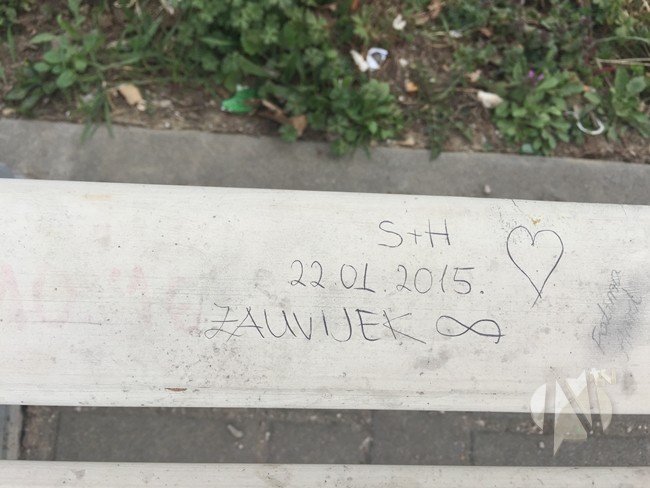 S+H
22.01.2015.
ZAUVIJEK ∞